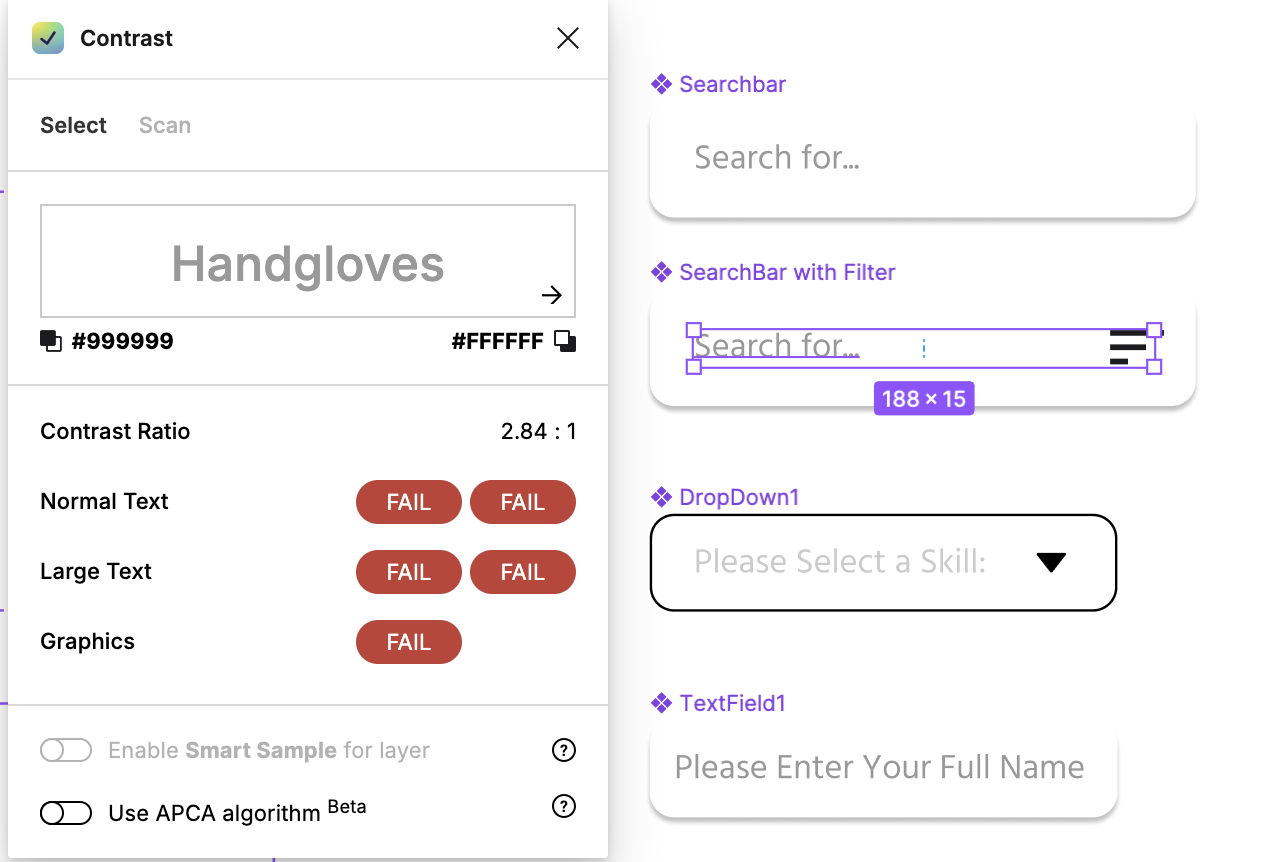 Contrast
Select Scan
Handgloves
#999999 #FFFFFF
Contrast Ratio 2.84 : 1
Normal Text FAIL FAIL
Large Text FAIL FAIL
Graphics FAIL
Enable Smart Sample for layer ?
Use APCA algorithm Beta ?
Searchbar
Search for...
SearchBar with Filter
Search for...
188 × 15
DropDown1
Please Select a Skill:
TextField1
Please Enter Your Full Name